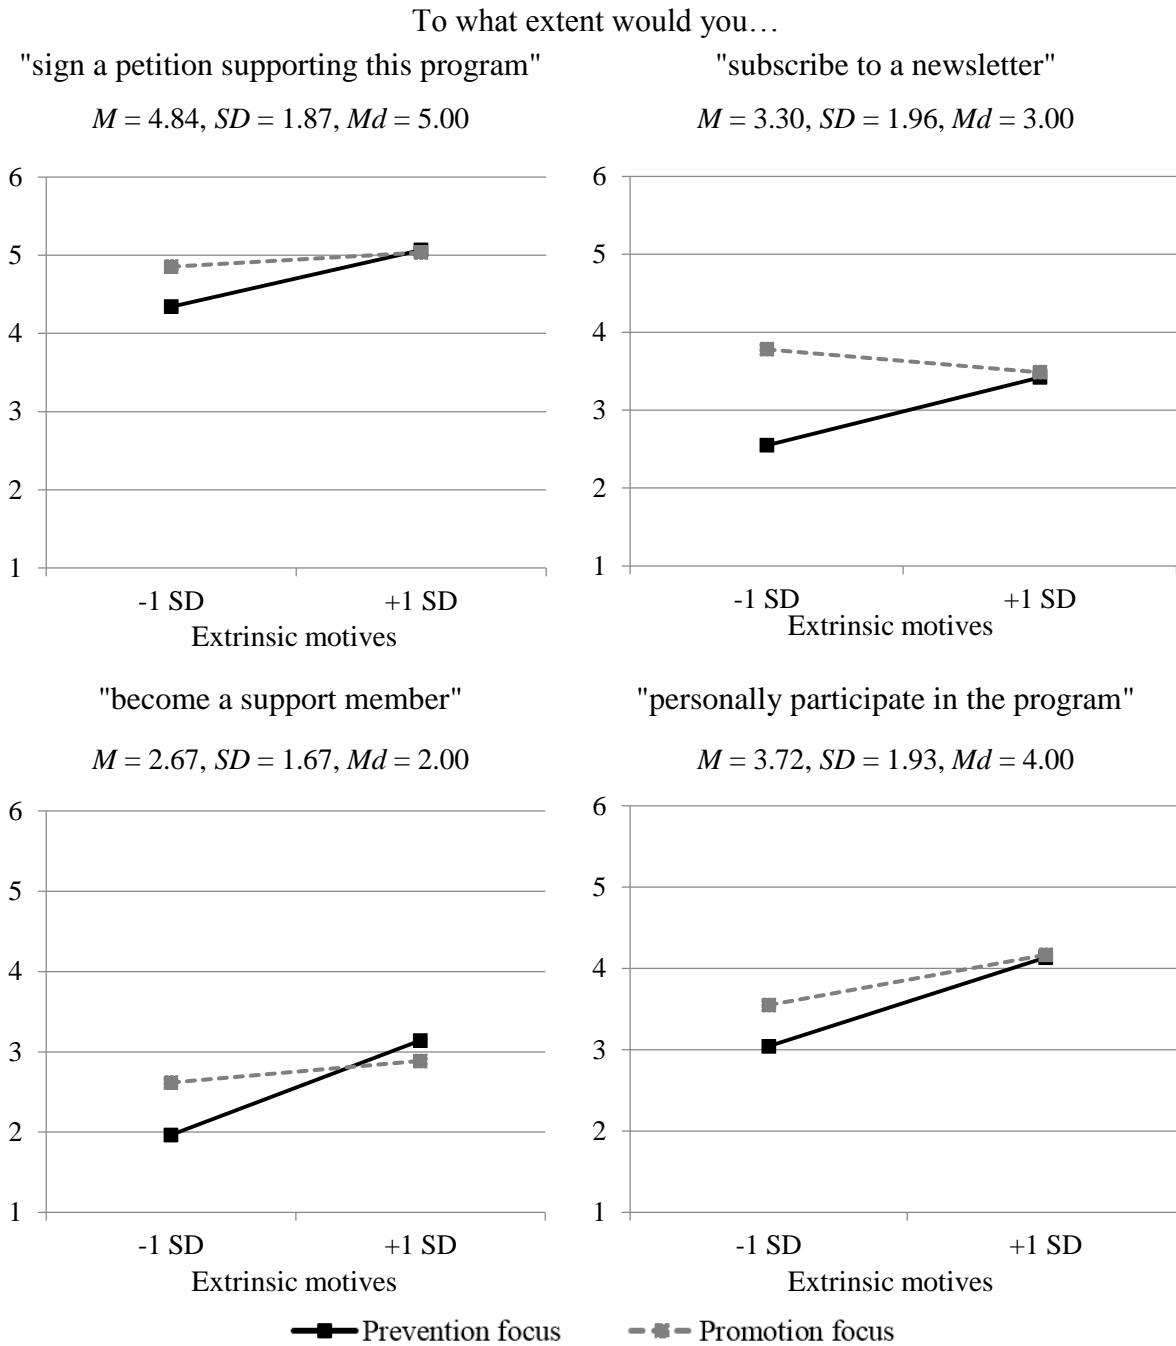 To what extent would you…
"sign a petition supporting this program"
M = 4.84, SD = 1.87, Md = 5.00
6
5
4
3
2
1
-1 SD +1 SD
Extrinsic motives
"subscribe to a newsletter"
M = 3.30, SD = 1.96, Md = 3.00
6
5
4
3
2
1
-1 SD +1 SD
Extrinsic motives
"become a support member"
M = 2.67, SD = 1.67, Md = 2.00
6
5
4
3
2
1
-1 SD +1 SD
Extrinsic motives
"personally participate in the program"
M = 3.72, SD = 1.93, Md = 4.00
6
5
4
3
2
1
-1 SD +1 SD
Extrinsic motives
Prevention focus Promotion focus